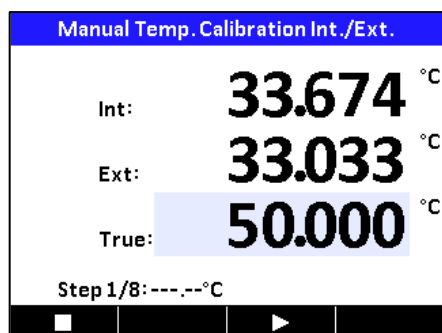 Manual Temp. Calibration Int./Ext.
Int: 33.674 °C
Ext: 33.033 °C
True: 50.000 °C
Step 1/8:---.--°C